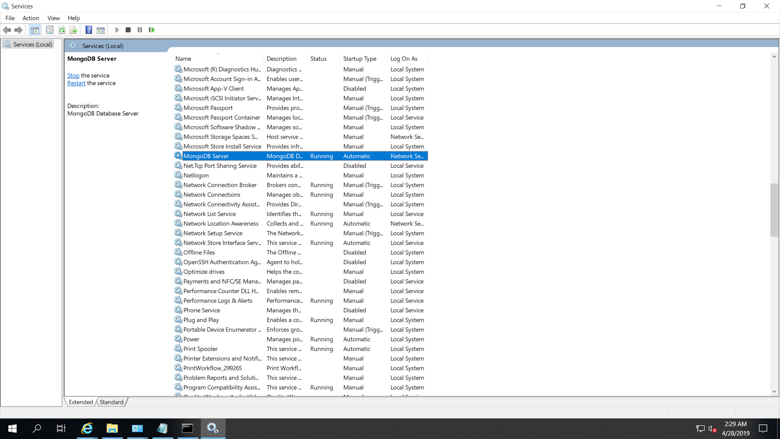 Services
File Action View Help
Services (Local)
Services (Local)
MongoDB Server
Stop the service
Restart the service
Description:
MongoDB Database Server
Name Description Status Startup Type Log On As
Microsoft (R) Diagnostics Hu... Diagnostics ... Manual Local System
Microsoft Account Sign-in A... Enables user... Manual (Trigg... Local System
Microsoft App-V Client Manages Ap... Disabled Local System
Microsoft iSCSI Initiator Serv... Manages Int... Manual Local System
Microsoft Passport Provides pro... Manual (Trigg... Local System
Microsoft Passport Container Manages loc... Manual (Trigg... Local Service
Microsoft Software Shadow ... Manages so... Manual Local System
Microsoft Storage Spaces S... Host service ... Manual Network Se...
Microsoft Store Install Service Provides infr... Manual Local System
MongoDB Server MongoDB D... Running Automatic Network Se...
Net.Tcp Port Sharing Service Provides abil... Disabled Local Service
Netlogon Maintains a ... Manual Local System
Network Connection Broker Brokers con... Running Manual (Trigg... Local System
Network Connections Manages ob... Running Manual Local System
Network Connectivity Assist... Provides Dir... Manual (Trigg... Local System
Network List Service Identifies th... Running Manual Local Service
Network Location Awareness Collects and ... Running Automatic Network Se...
Network Setup Service The Network... Manual (Trigg... Local System
Network Store Interface Serv... This service ... Running Automatic Local Service
Offline Files The Offline ... Disabled Local System
OpenSSH Authentication Ag... Agent to hol... Disabled Local System
Optimize drives Helps the co... Manual Local System
Payments and NFC/SE Mana... Manages pa... Disabled Local Service
Performance Counter DLL H... Enables rem... Manual Local Service
Performance Logs & Alerts Performance... Running Manual Local Service
Phone Service Manages th... Disabled Local Service
Plug and Play Enables a co... Running Manual Local System
Portable Device Enumerator ... Enforces gro... Manual (Trigg... Local System
Power Manages po... Running Automatic Local System
Print Spooler This service ... Running Automatic Local System
Printer Extensions and Notifi... This service ... Manual Local System
PrintWorkflow_299265 Print Workfl... Manual Local System
Problem Reports and Soluti... This service ... Manual Local System
Program Compatibility Assis... This service ... Running Manual Local System
Extended Standard
2:29 AM
4/28/2019